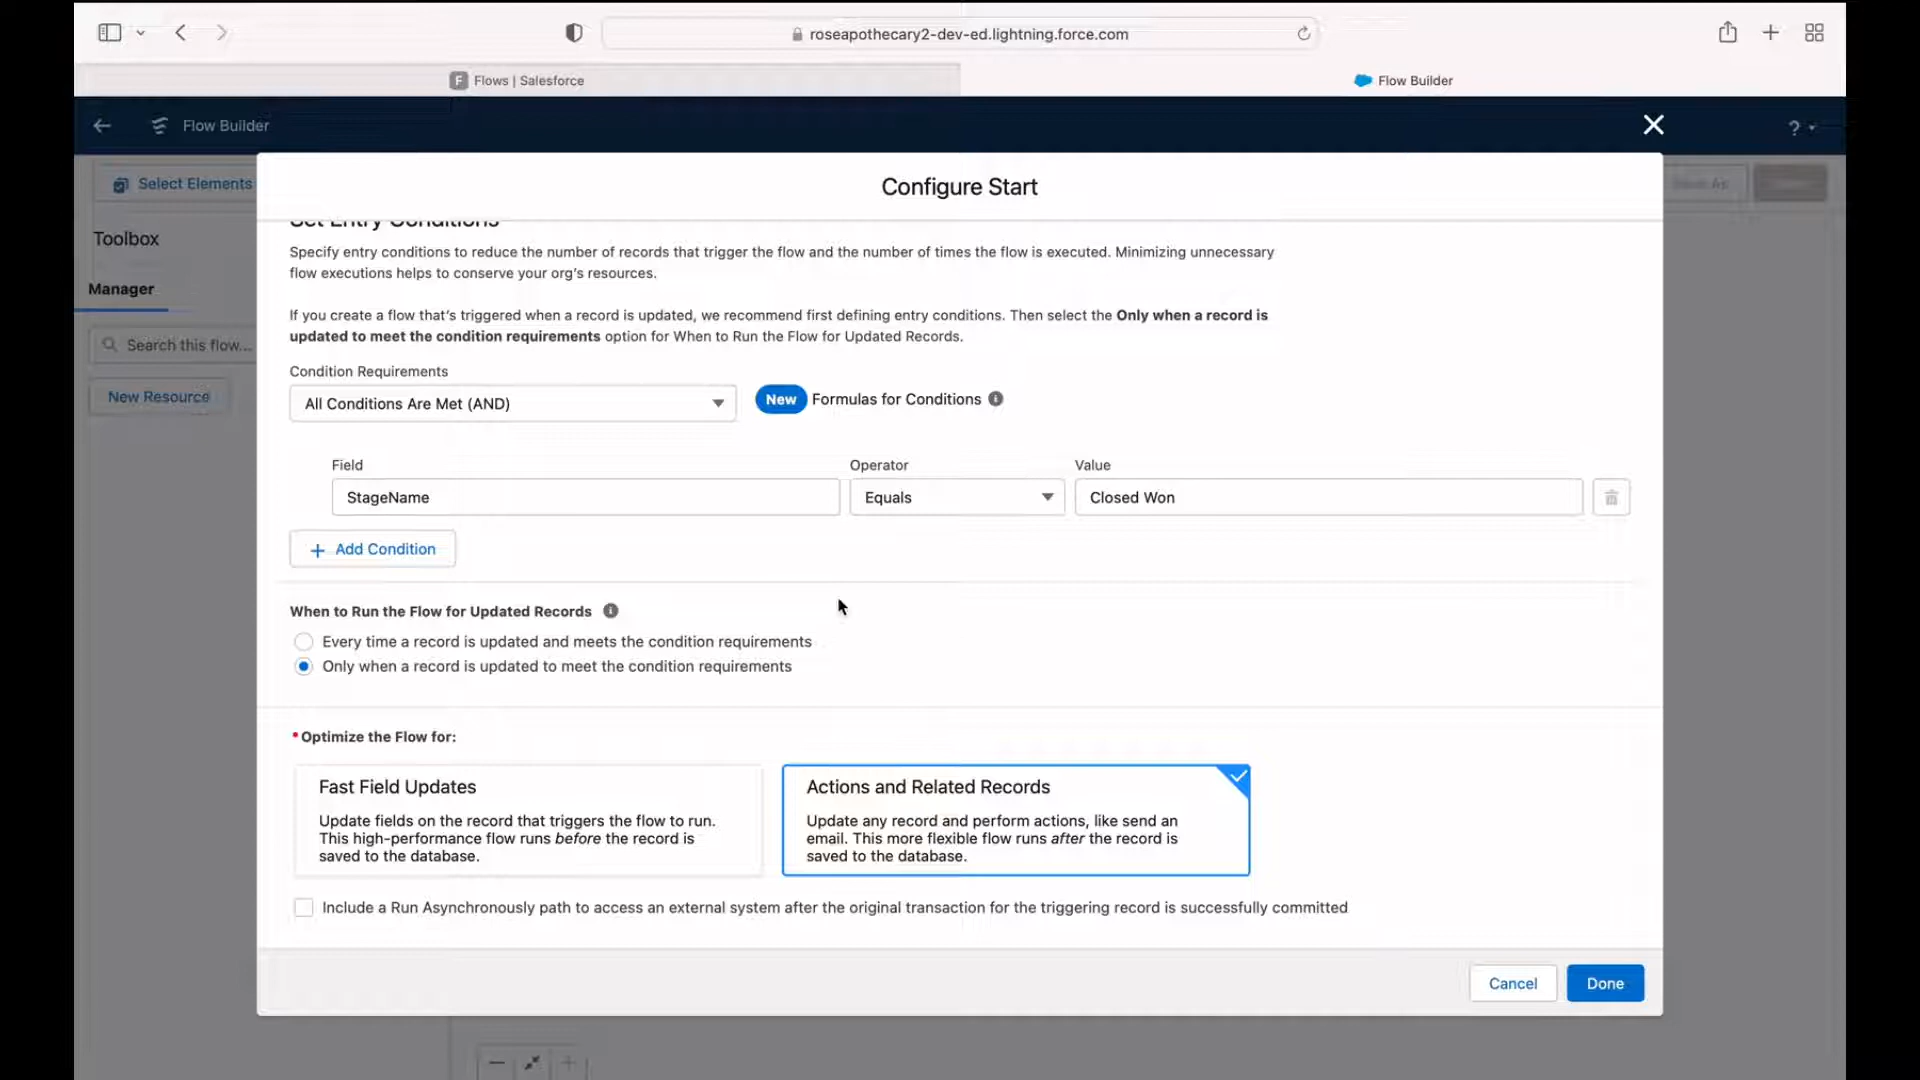 roseapothecary2-dev-ed.lightning.force.com
F Flows | Salesforce
Flow Builder
Flow Builder
?
Select Elements
Save As
Configure Start
Toolbox
Set Entry Conditions
Specify entry conditions to reduce the number of records that trigger the flow and the number of times the flow is executed. Minimizing unnecessary
flow executions helps to conserve your org's resources.
Manager
If you create a flow that's triggered when a record is updated, we recommend first defining entry conditions. Then select the Only when a record is
updated to meet the condition requirements option for When to Run the Flow for Updated Records.
Search this flow...
Condition Requirements
New Resource
All Conditions Are Met (AND)
New Formulas for Conditions
Field Operator Value
StageName Equals Closed Won
+ Add Condition
When to Run the Flow for Updated Records
Every time a record is updated and meets the condition requirements
Only when a record is updated to meet the condition requirements
*Optimize the Flow for:
Fast Field Updates
Update fields on the record that triggers the flow to run.
This high-performance flow runs before the record is
saved to the database.
Actions and Related Records
Update any record and perform actions, like send an
email. This more flexible flow runs after the record is
saved to the database.
Include a Run Asynchronously path to access an external system after the original transaction for the triggering record is successfully committed
Cancel Done